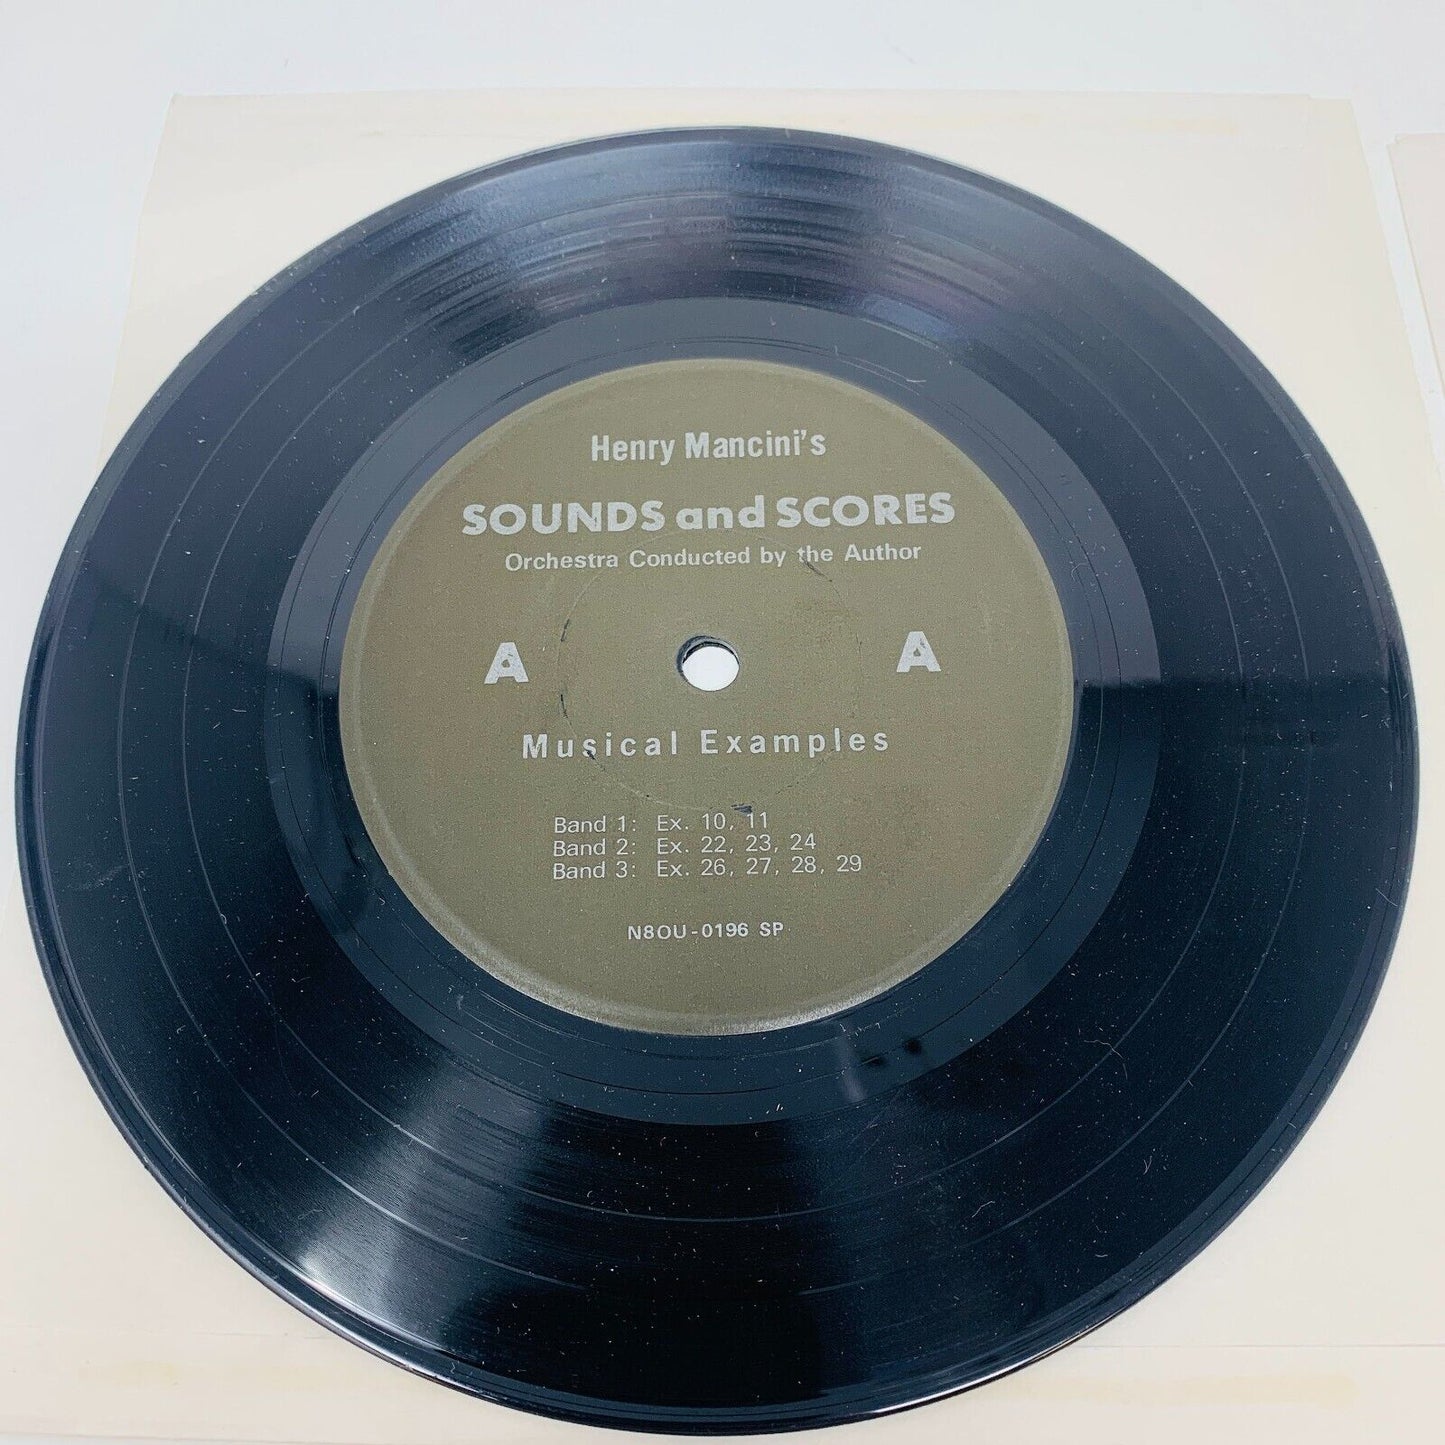 Henry Mancini's
SOUNDS and SCORES
Orchestra Conducted by the Author
A A
Musical Examples
Band 1: Ex. 10, 11
Band 2: Ex. 22, 23, 24
Band 3: Ex. 26, 27, 28, 29
N8OU-0196 SP